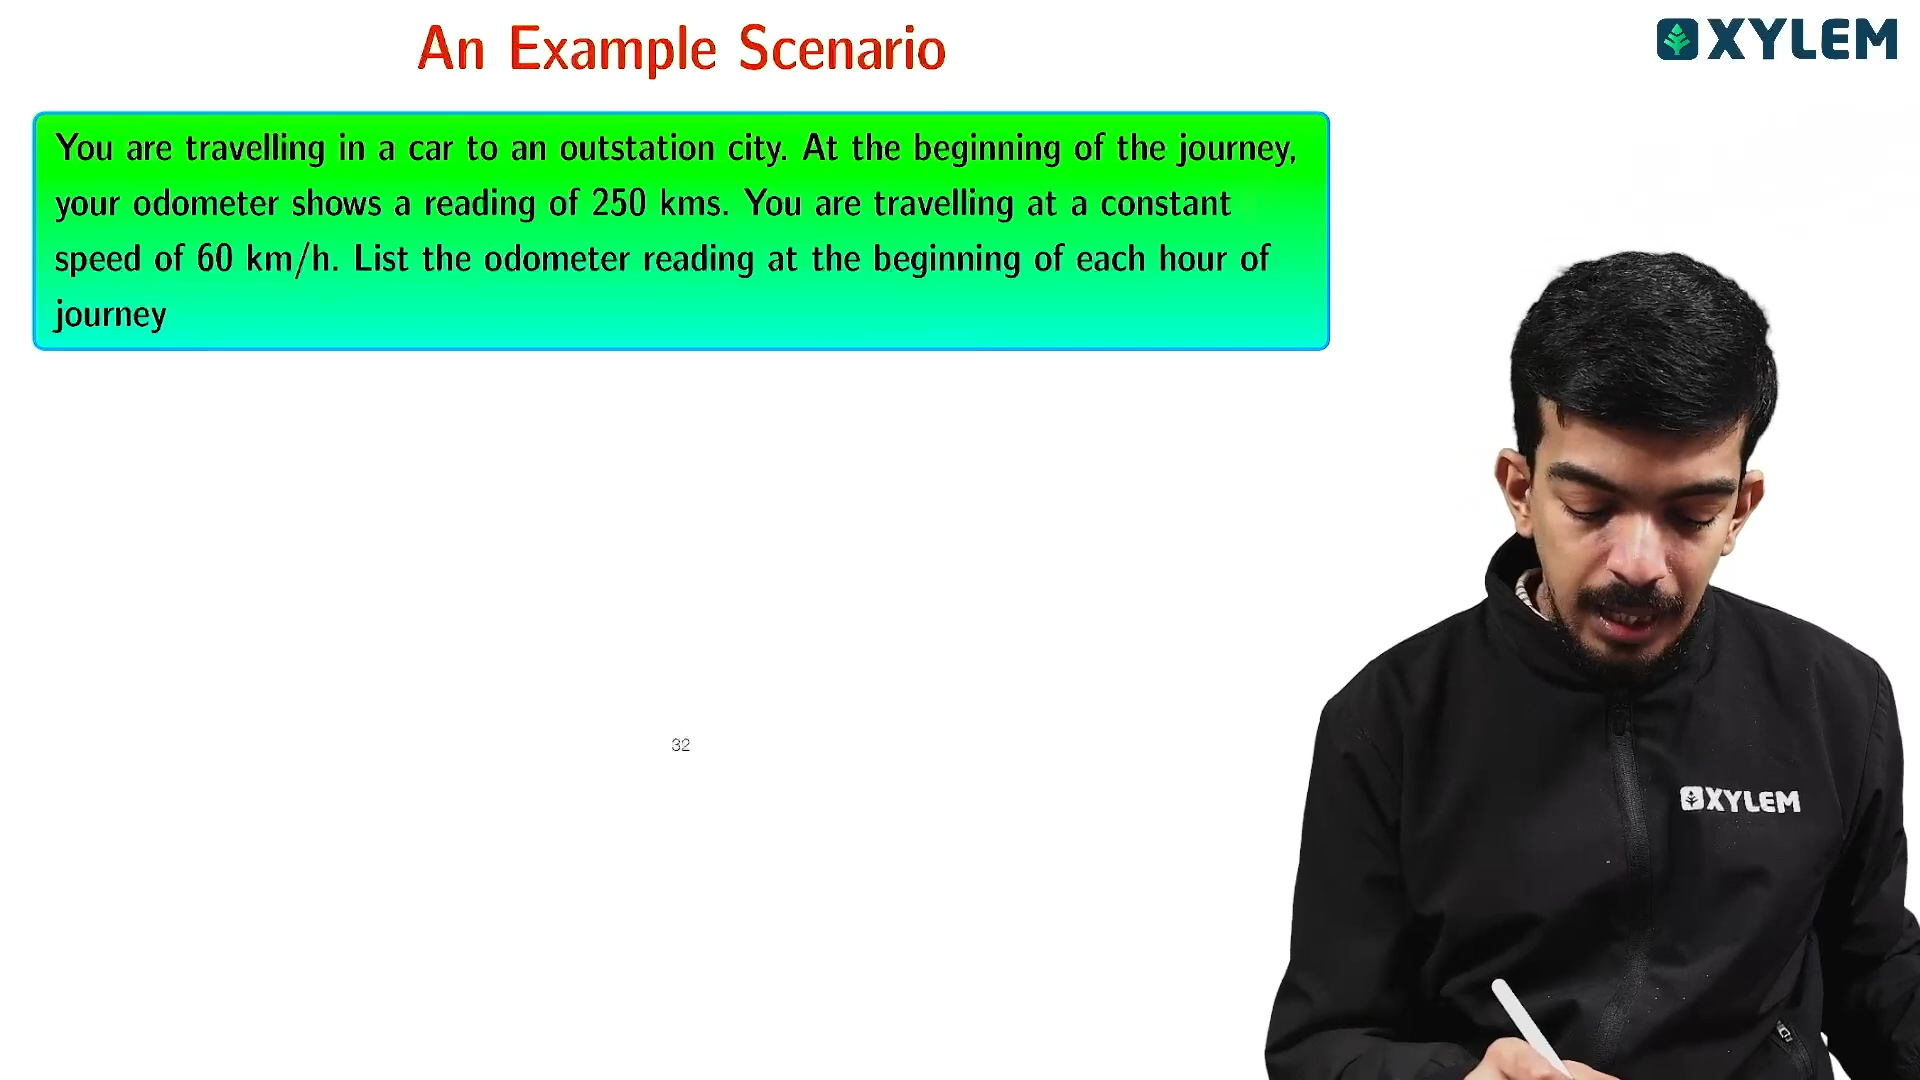 An Example Scenario
XYLEM
You are travelling in a car to an outstation city. At the beginning of the journey,
your odometer shows a reading of 250 kms. You are travelling at a constant
speed of 60 km/h. List the odometer reading at the beginning of each hour of
journey
32
XYLEM